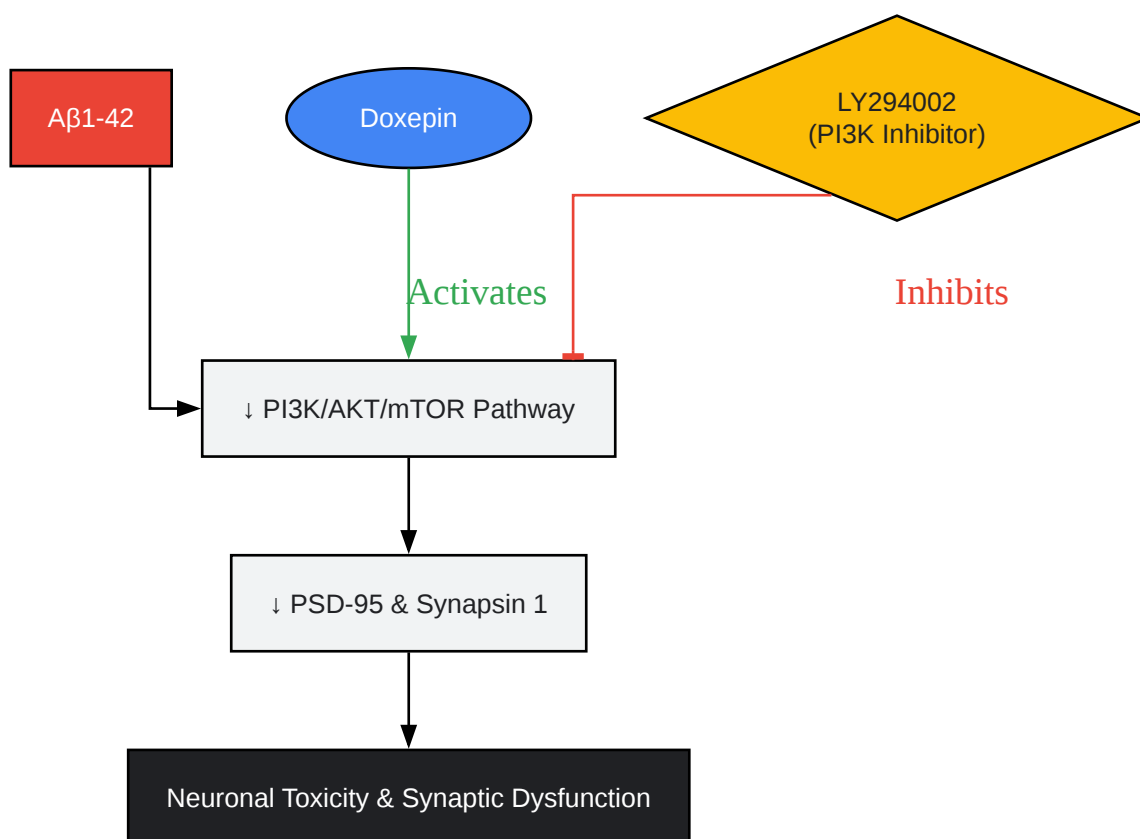 Aβ1-42
Doxepin
LY294002
(PI3K Inhibitor)
Activates
Inhibits
↓ PI3K/AKT/mTOR Pathway
↓ PSD-95 & Synapsin 1
Neuronal Toxicity & Synaptic Dysfunction